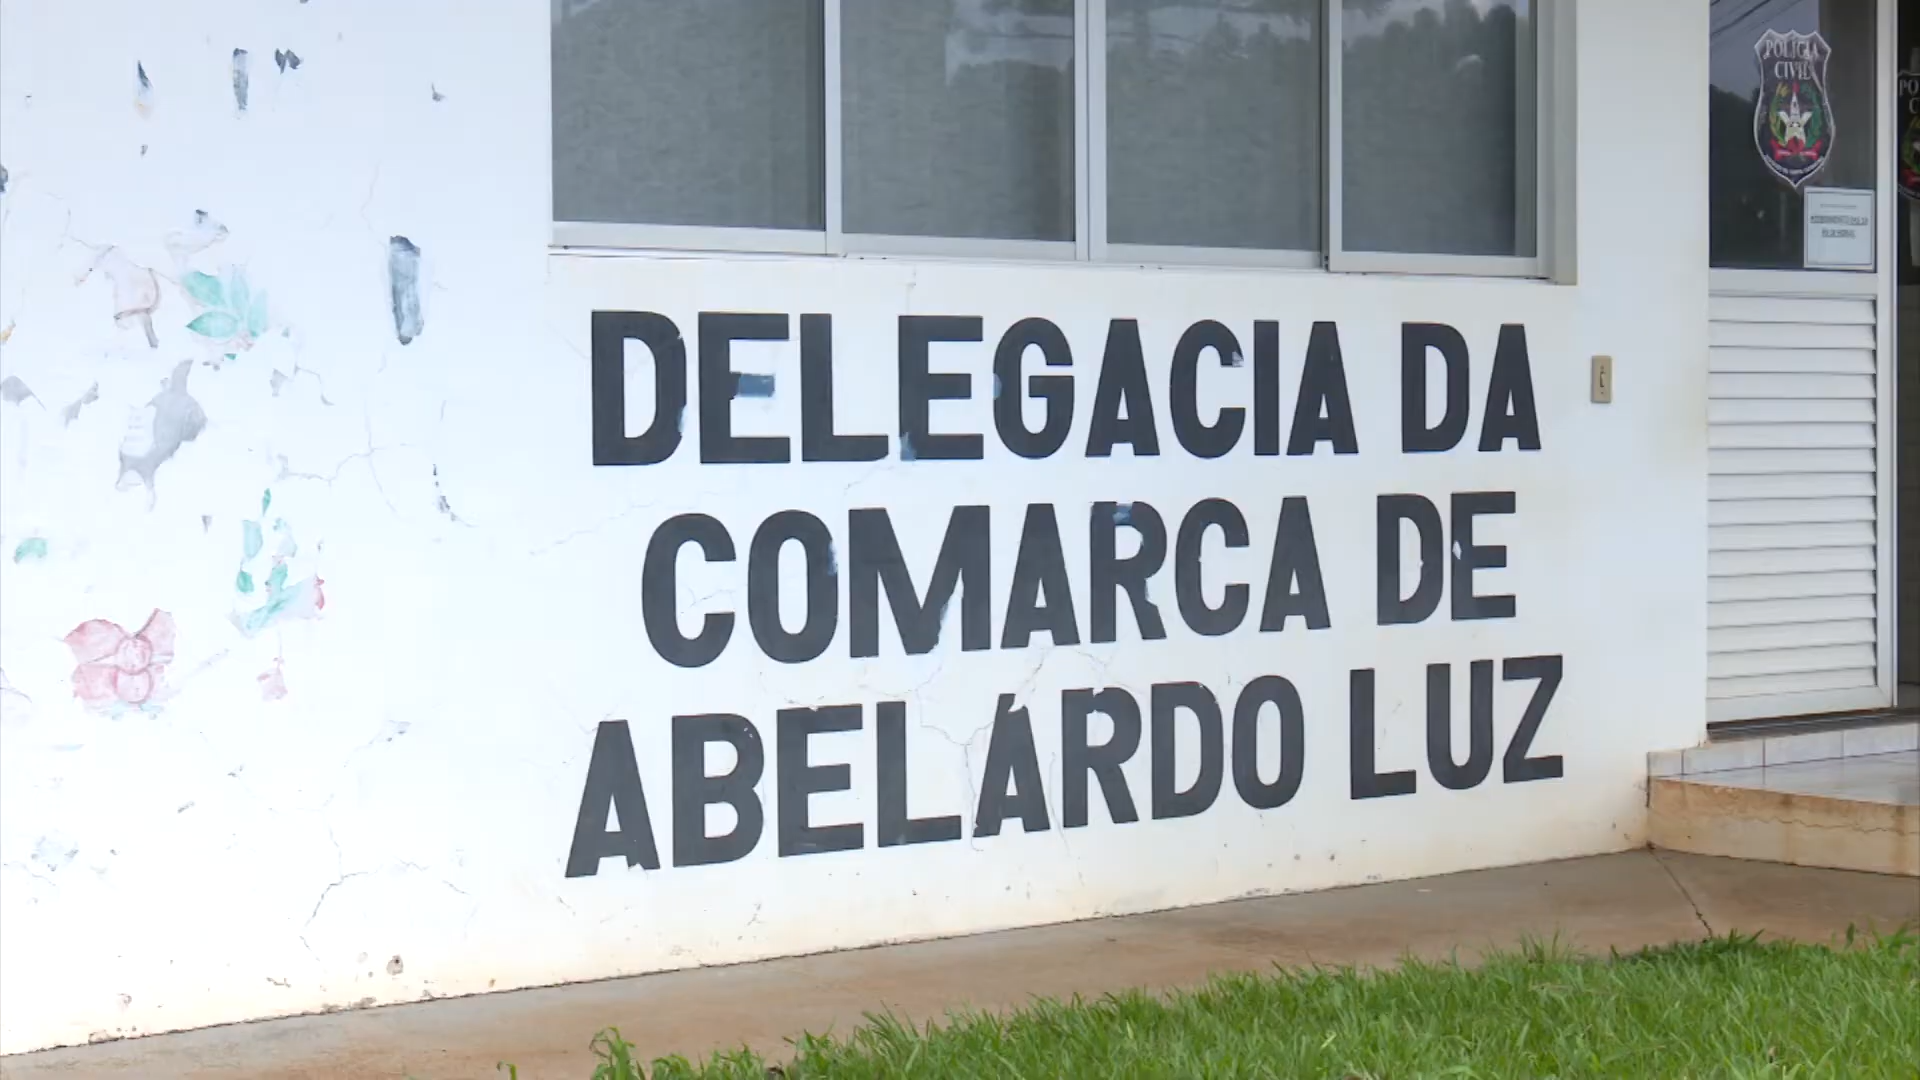 POLÍCIA
CIVIL
DELEGACIA DA
COMARCA DE
ABELARDO LUZ